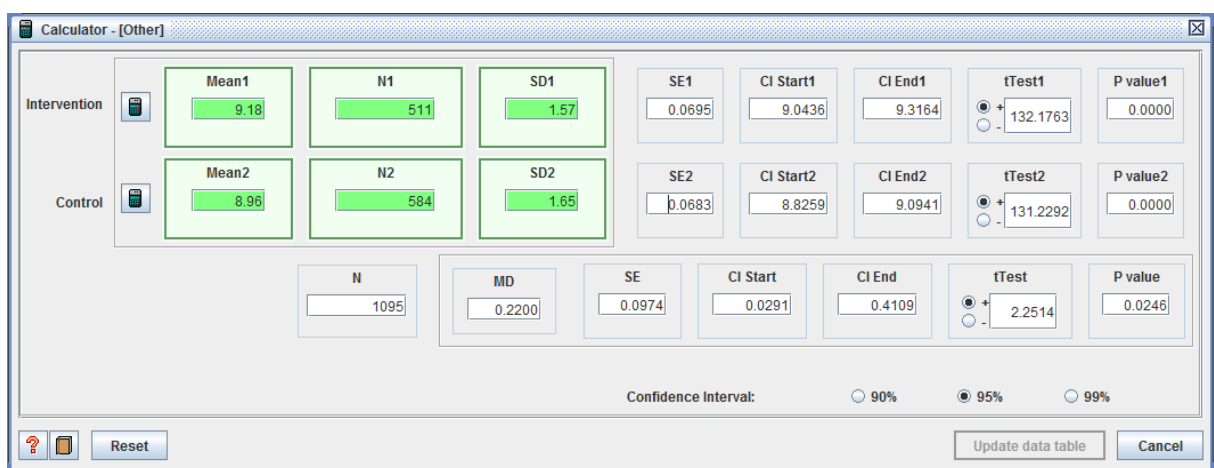 Calculator - [Other]
Mean1 N1 SD1 SE1 CI Start1 CI End1 tTest1 P value1
Intervention 9.18 511 1.57 0.0695 9.0436 9.3164 + - 132.1763 0.0000
Mean2 N2 SD2 SE2 CI Start2 CI End2 tTest2 P value2
Control 8.96 584 1.65 0.0683 8.8259 9.0941 + - 131.2292 0.0000
N MD SE CI Start CI End tTest P value
1095 0.2200 0.0974 0.0291 0.4109 + - 2.2514 0.0246
Confidence Interval: 90% 95% 99%
? Reset Update data table Cancel